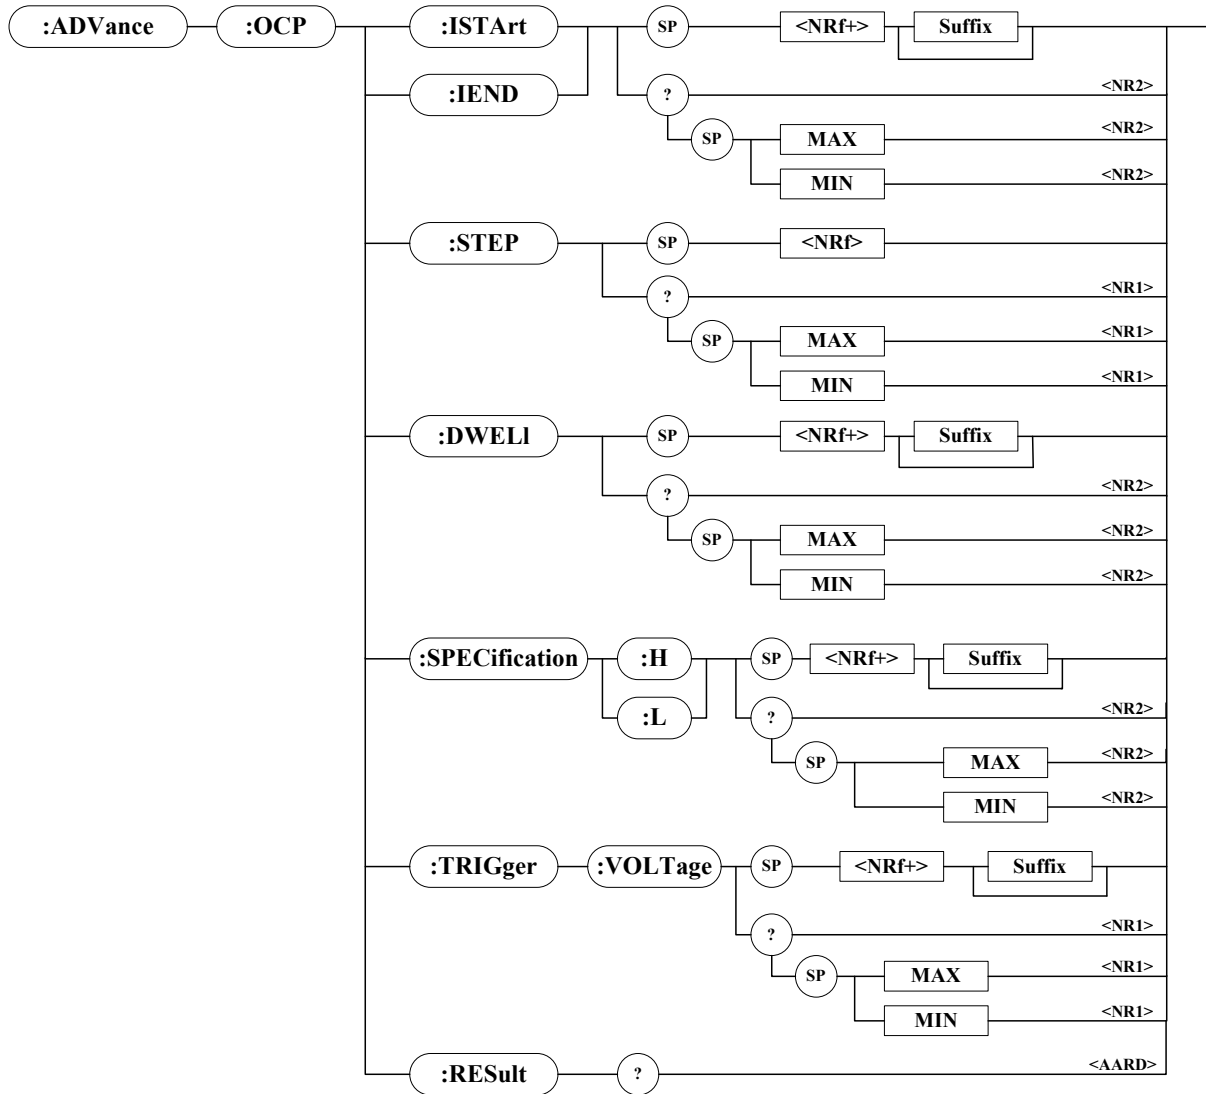 :ADVance :OCP :ISTArt SP <NRf+> Suffix
:IEND ? <NR2>
SP MAX <NR2>
MIN <NR2>
:STEP SP <NRf>
? <NR1>
SP MAX <NR1>
MIN <NR1>
:DWELl SP <NRf+> Suffix
? <NR2>
SP MAX <NR2>
MIN <NR2>
:SPECification :H SP <NRf+> Suffix
:L ? <NR2>
SP MAX <NR2>
MIN <NR2>
:TRIGger :VOLTage SP <NRf+> Suffix
? <NR1>
SP MAX <NR1>
MIN <NR1>
:RESult ? <AARD>